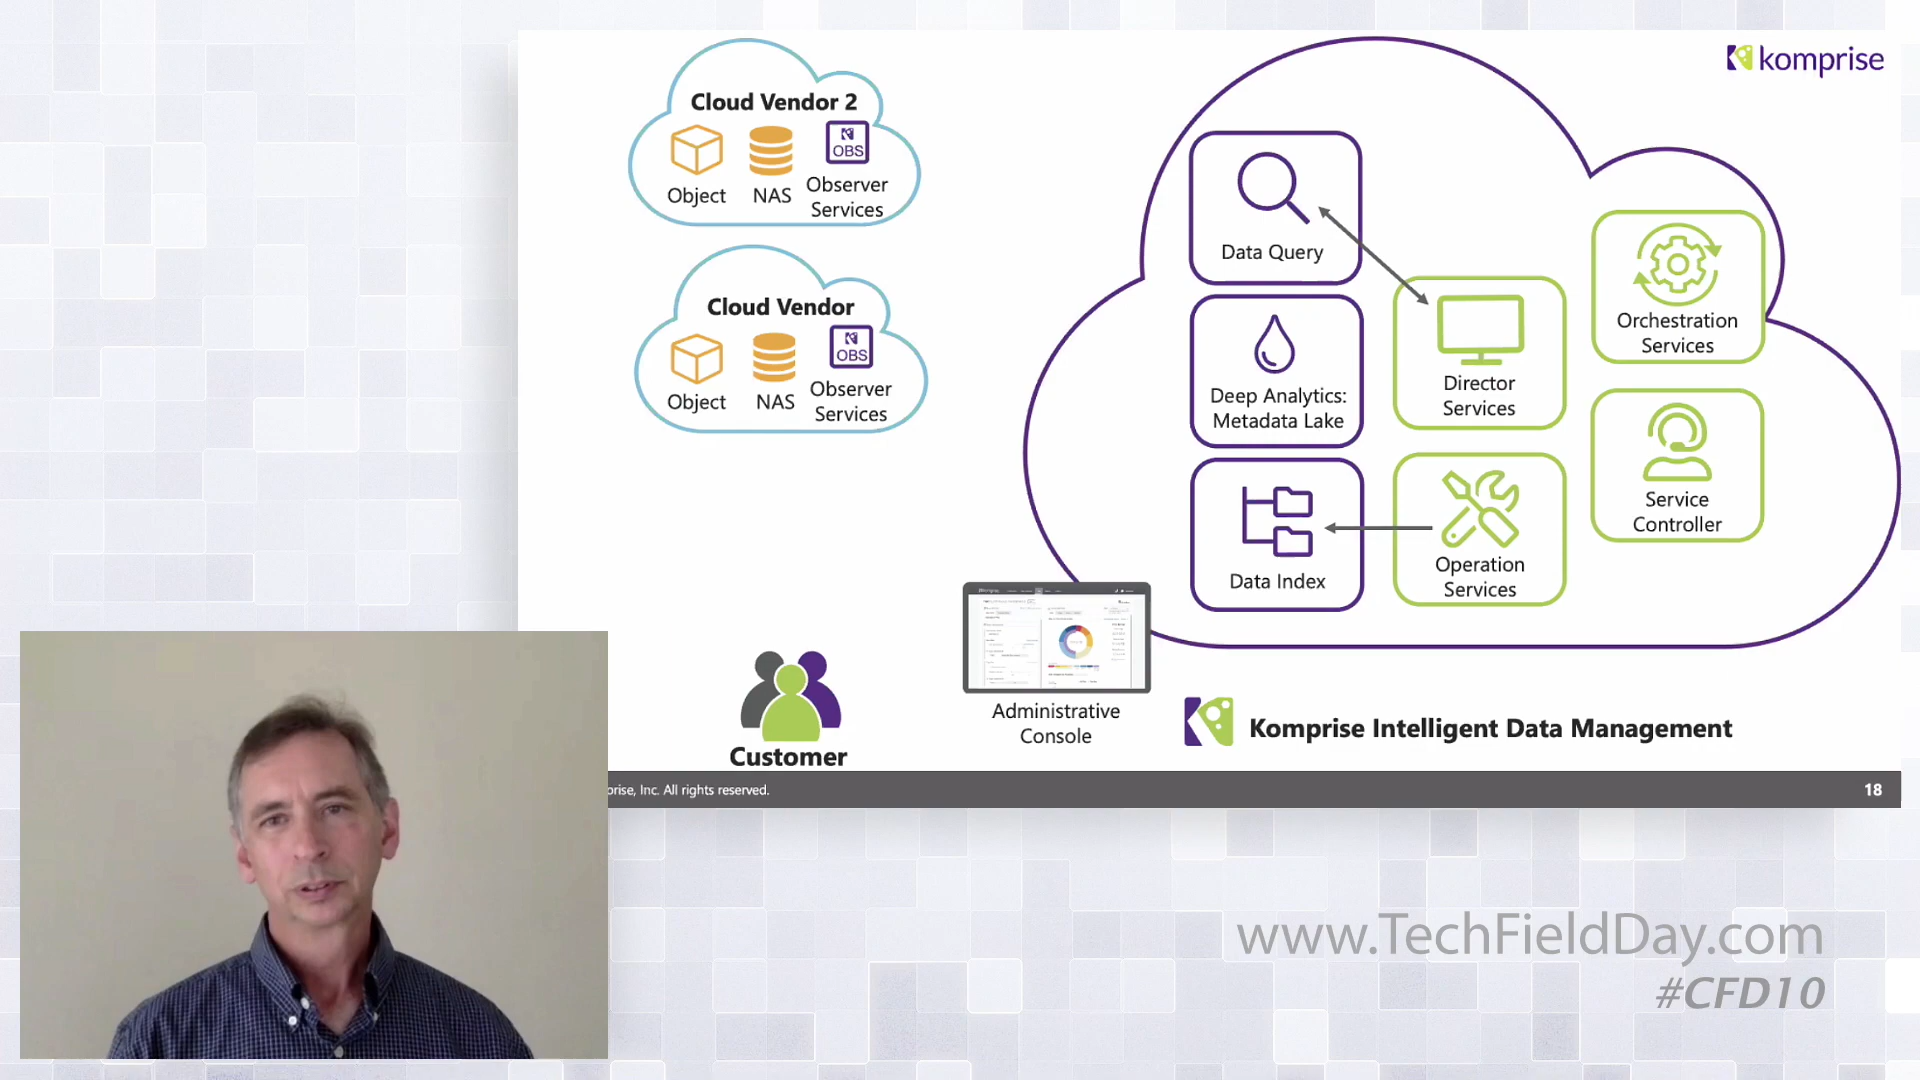 komprise
Cloud Vendor 2
OBS
Object
NAS
Observer
Services
Cloud Vendor
OBS
Object
NAS
Observer
Services
Data Query
Deep Analytics:
Metadata Lake
Data Index
Director
Services
Operation
Services
Orchestration
Services
Service
Controller
Administrative
Console
Customer
Komprise Intelligent Data Management
Inc. All rights reserved.
18
www.TechFieldDay.com
#CFD10